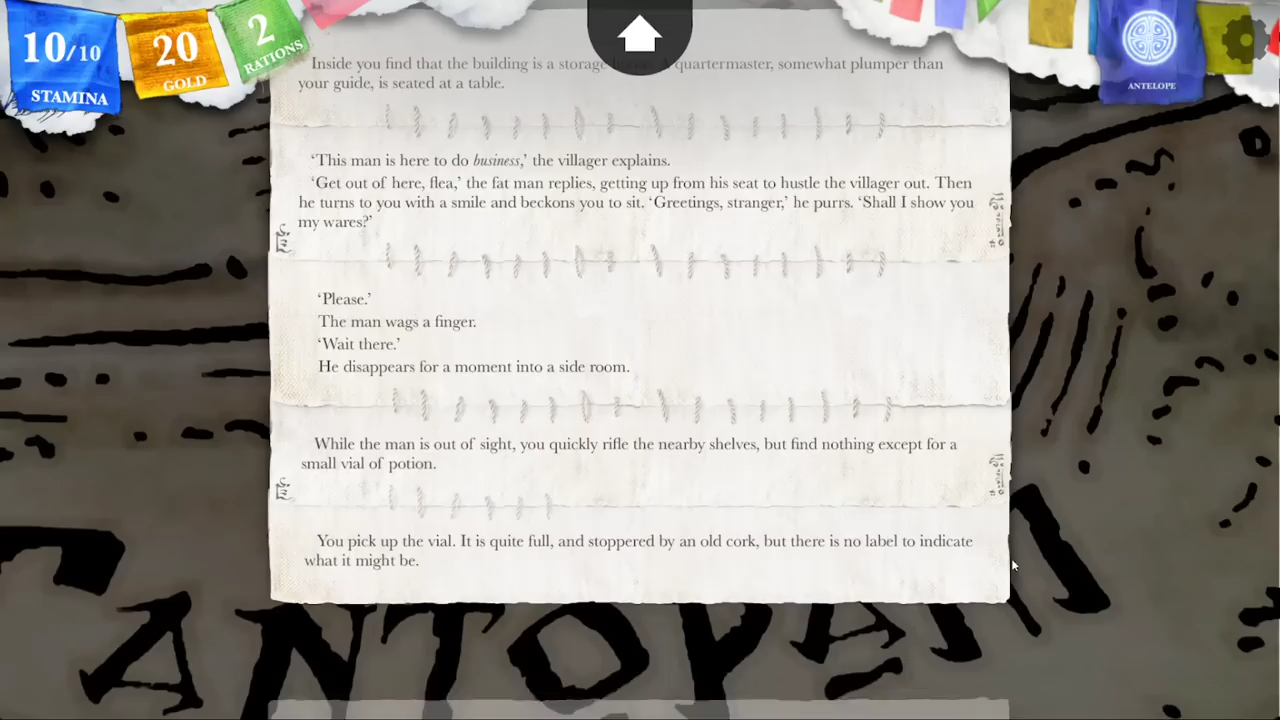 10/10
STAMINA
20
GOLD
2
RATIONS
ANTELOPE
Inside you find that the building is a storage quartermaster, somewhat plumper than
your guide, is seated at a table.
‘This man is here to do business,’ the villager explains.
‘Get out of here, flea,’ the fat man replies, getting up from his seat to hustle the villager out. Then
he turns to you with a smile and beckons you to sit. ‘Greetings, stranger,’ he purrs. ‘Shall I show you
my wares?’
‘Please.’
The man wags a finger.
‘Wait there.’
He disappears for a moment into a side room.
While the man is out of sight, you quickly rifle the nearby shelves, but find nothing except for a
small vial of potion.
You pick up the vial. It is quite full, and stoppered by an old cork, but there is no label to indicate
what it might be.
CANTOPANI